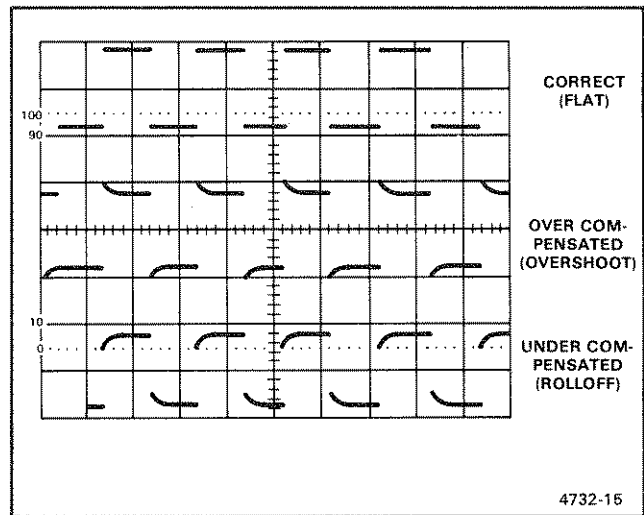 CORRECT
(FLAT)
100
90
OVER COM-
PENSATED
(OVERSHOOT)
10
0
UNDER COM-
PENSATED
(ROLLOFF)
4732-15